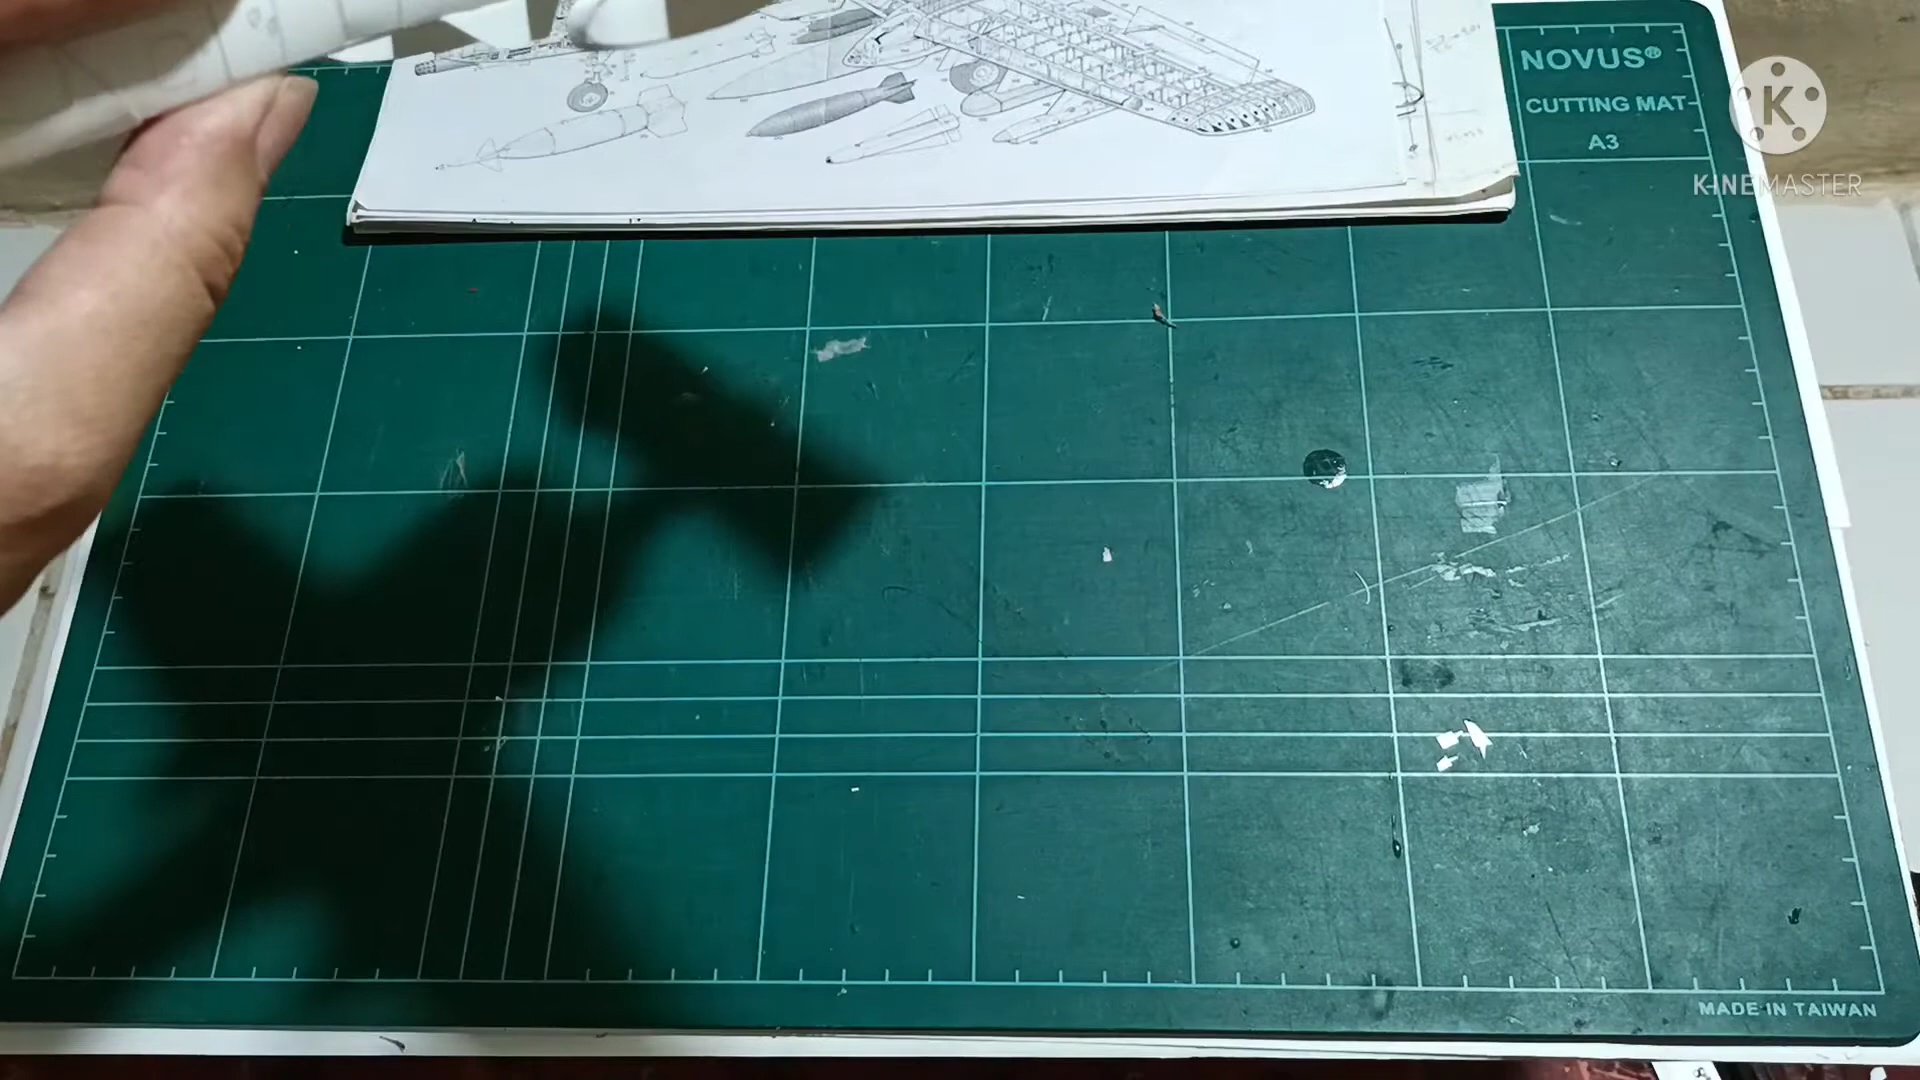 NOVUS®
CUTTING MAT
A3
K
KINEMASTER
MADE IN TAIWAN